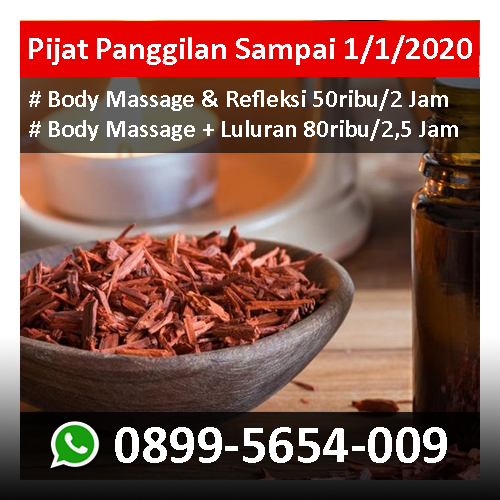 Pijat Panggilan Sampai 1/1/2020
# Body Massage & Refleksi 50ribu/2 Jam
# Body Massage + Luluran 80ribu/2,5 Jam
0899-5654-009